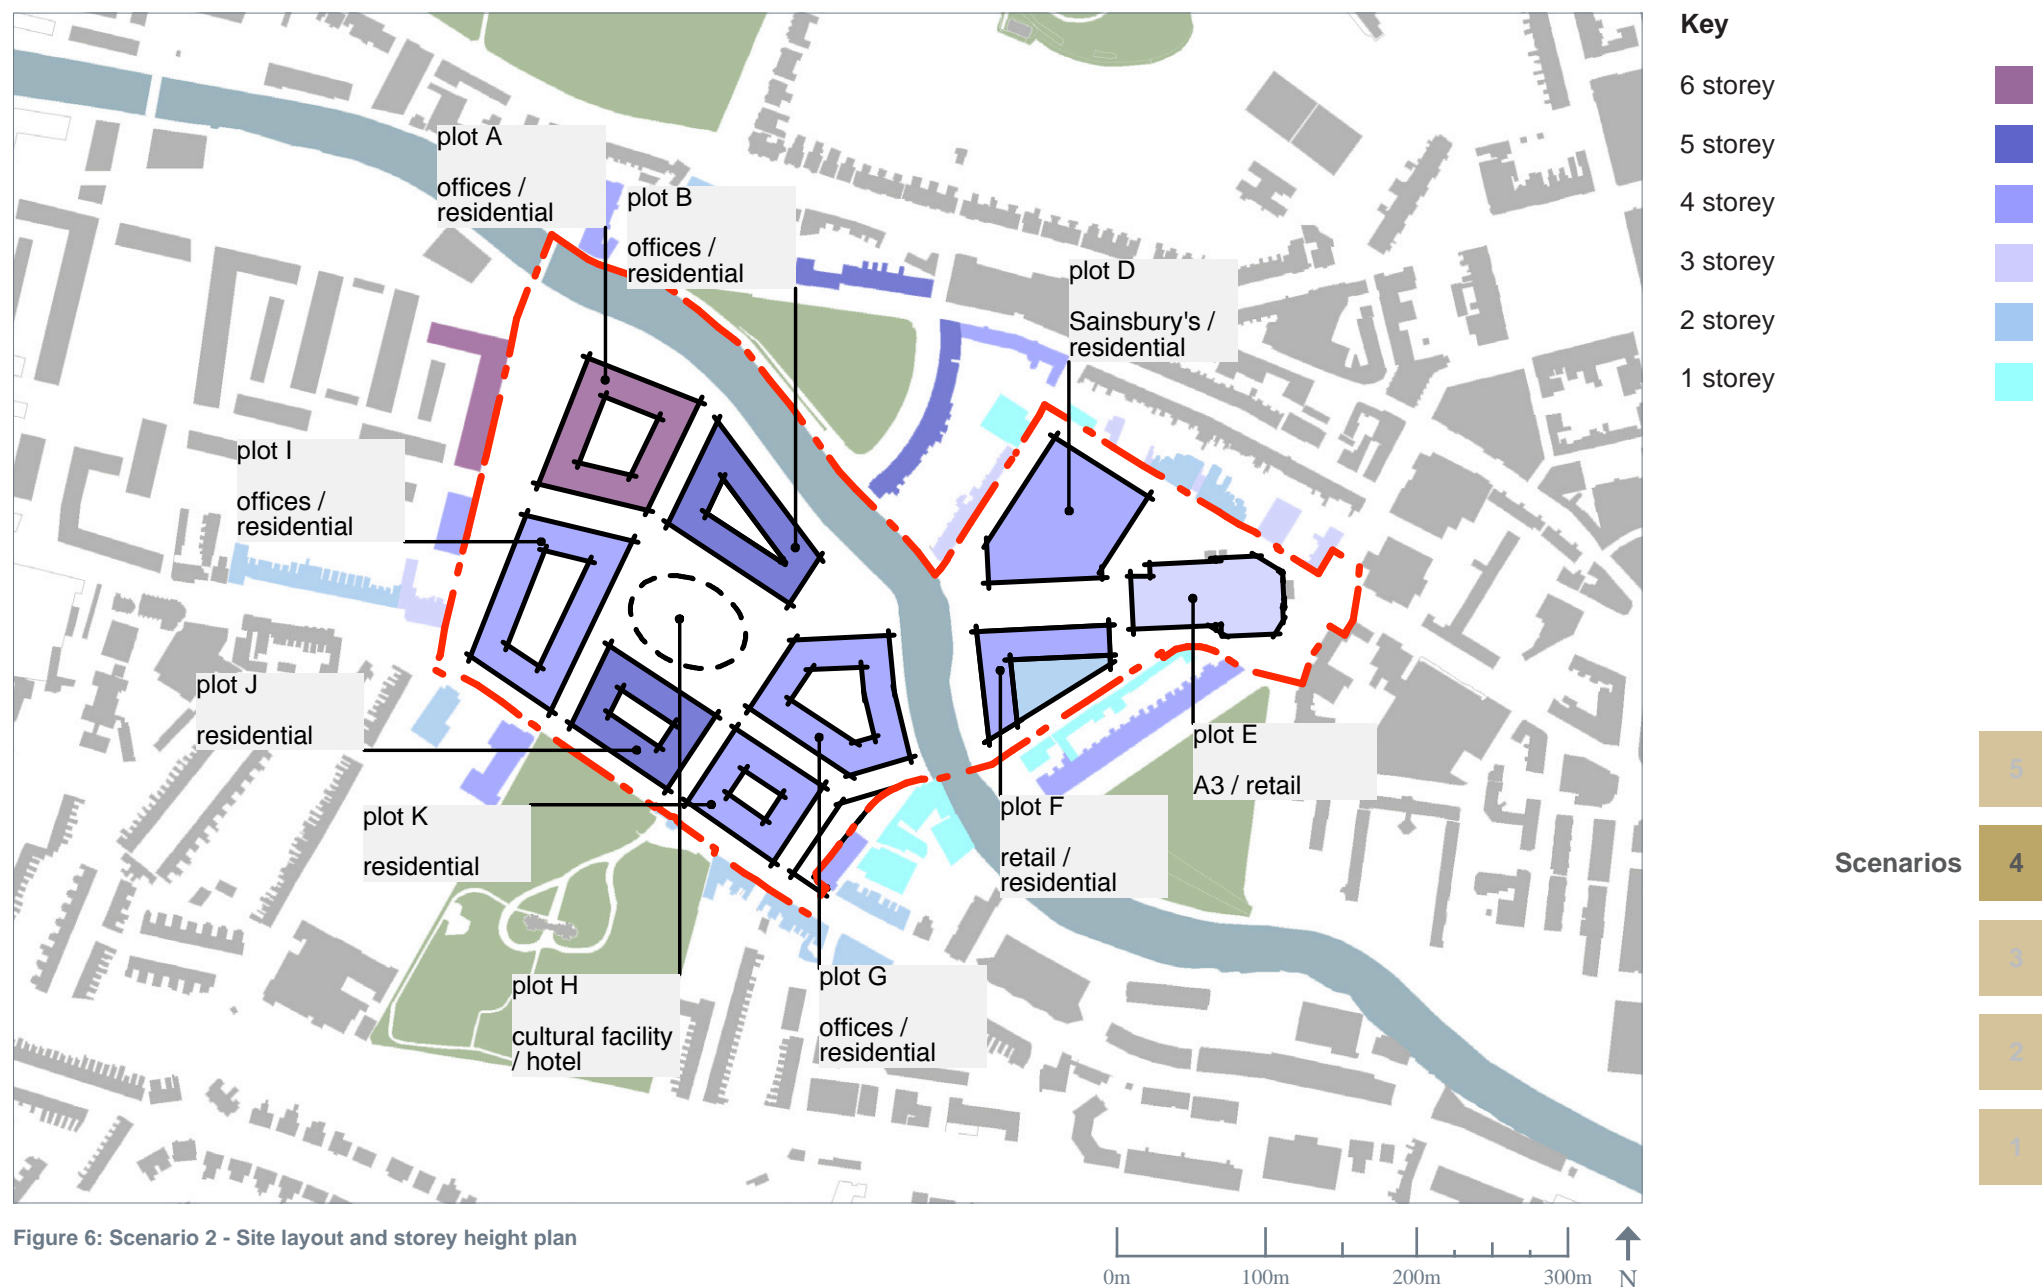 Key
6 storey
5 storey
4 storey
3 storey
2 storey
1 storey
plot A
offices /
residential
plot B
offices /
residential
plot D
Sainsbury's /
residential
plot I
offices /
residential
plot J
residential
plot K
residential
plot E
A3 / retail
plot F
retail /
residential
plot H
cultural facility
/ hotel
plot G
offices /
residential
5
Scenarios 4
3
2
1
Figure 6: Scenario 2 - Site layout and storey height plan
0m 100m 200m 300m N